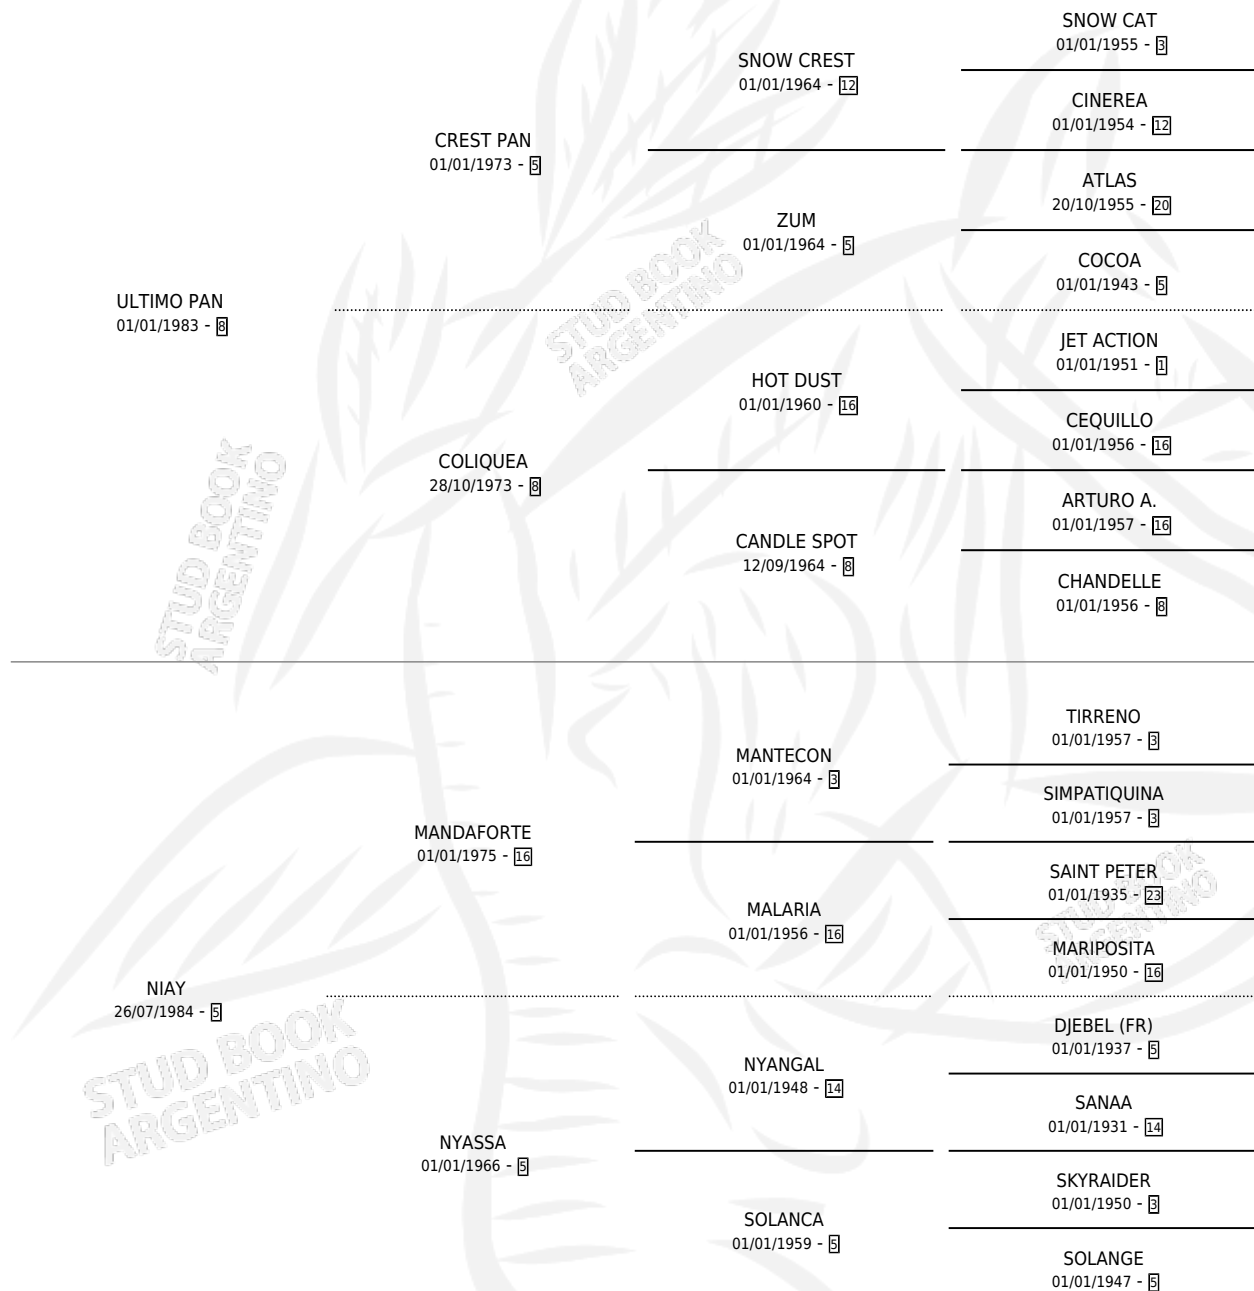 SNOW CAT
01/01/1955 - 3
SNOW CREST
01/01/1964 - 12
CINEREA
01/01/1954 - 12
CREST PAN
01/01/1973 - 5
ATLAS
20/10/1955 - 20
ZUM
01/01/1964 - 5
COCOA
01/01/1943 - 5
ULTIMO PAN
01/01/1983 - 8
JET ACTION
01/01/1951 - 1
HOT DUST
01/01/1960 - 16
CEQUILLO
01/01/1956 - 16
COLIQUEA
28/10/1973 - 8
ARTURO A.
01/01/1957 - 16
CANDLE SPOT
12/09/1964 - 8
CHANDELLE
01/01/1956 - 8
TIRRENO
01/01/1957 - 3
MANTECON
01/01/1964 - 3
SIMPATIQUINA
01/01/1957 - 3
MANDAFORTE
01/01/1975 - 16
SAINT PETER
01/01/1935 - 23
MALARIA
01/01/1956 - 16
MARIPOSITA
01/01/1950 - 16
NIAY
26/07/1984 - 5
DJEBEL (FR)
01/01/1937 - 5
NYANGAL
01/01/1948 - 14
SANAA
01/01/1931 - 14
NYASSA
01/01/1966 - 5
SKYRAIDER
01/01/1950 - 3
SOLANCA
01/01/1959 - 5
SOLANGE
01/01/1947 - 5
STUD BOOK
ARGENTINO
STUD BOOK
ARGENTINO
STUD BOOK
ARGENTINO
STUD BOOK
ARGENTINO